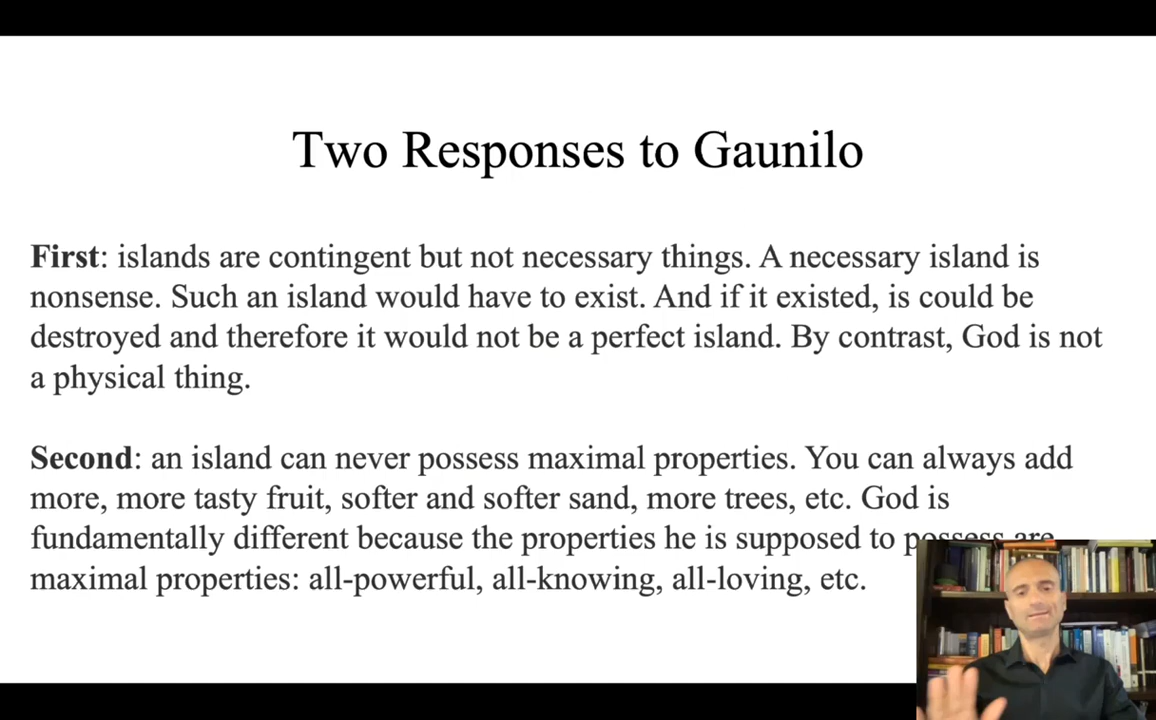 Two Responses to Gaunilo
First: islands are contingent but not necessary things. A necessary island is
nonsense. Such an island would have to exist. And if it existed, is could be
destroyed and therefore it would not be a perfect island. By contrast, God is not
a physical thing.
Second: an island can never possess maximal properties. You can always add
more, more tasty fruit, softer and softer sand, more trees, etc. God is
fundamentally different because the properties he is supposed to possess are
maximal properties: all-powerful, all-knowing, all-loving, etc.